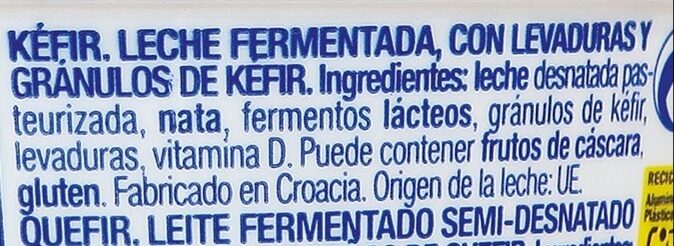 KÉFIR. LECHE FERMENTADA, CON LEVADURAS Y
GRÁNULOS DE KÉFIR. Ingredientes: leche desnatada pas-
teurizada, nata, fermentos lácteos, gránulos de kéfir,
levaduras, vitamina D. Puede contener frutos de cáscara,
gluten. Fabricado en Croacia. Origen de la leche: UE.
QUEFIR. LEITE FERMENTADO SEMI-DESNATADO
RECIC